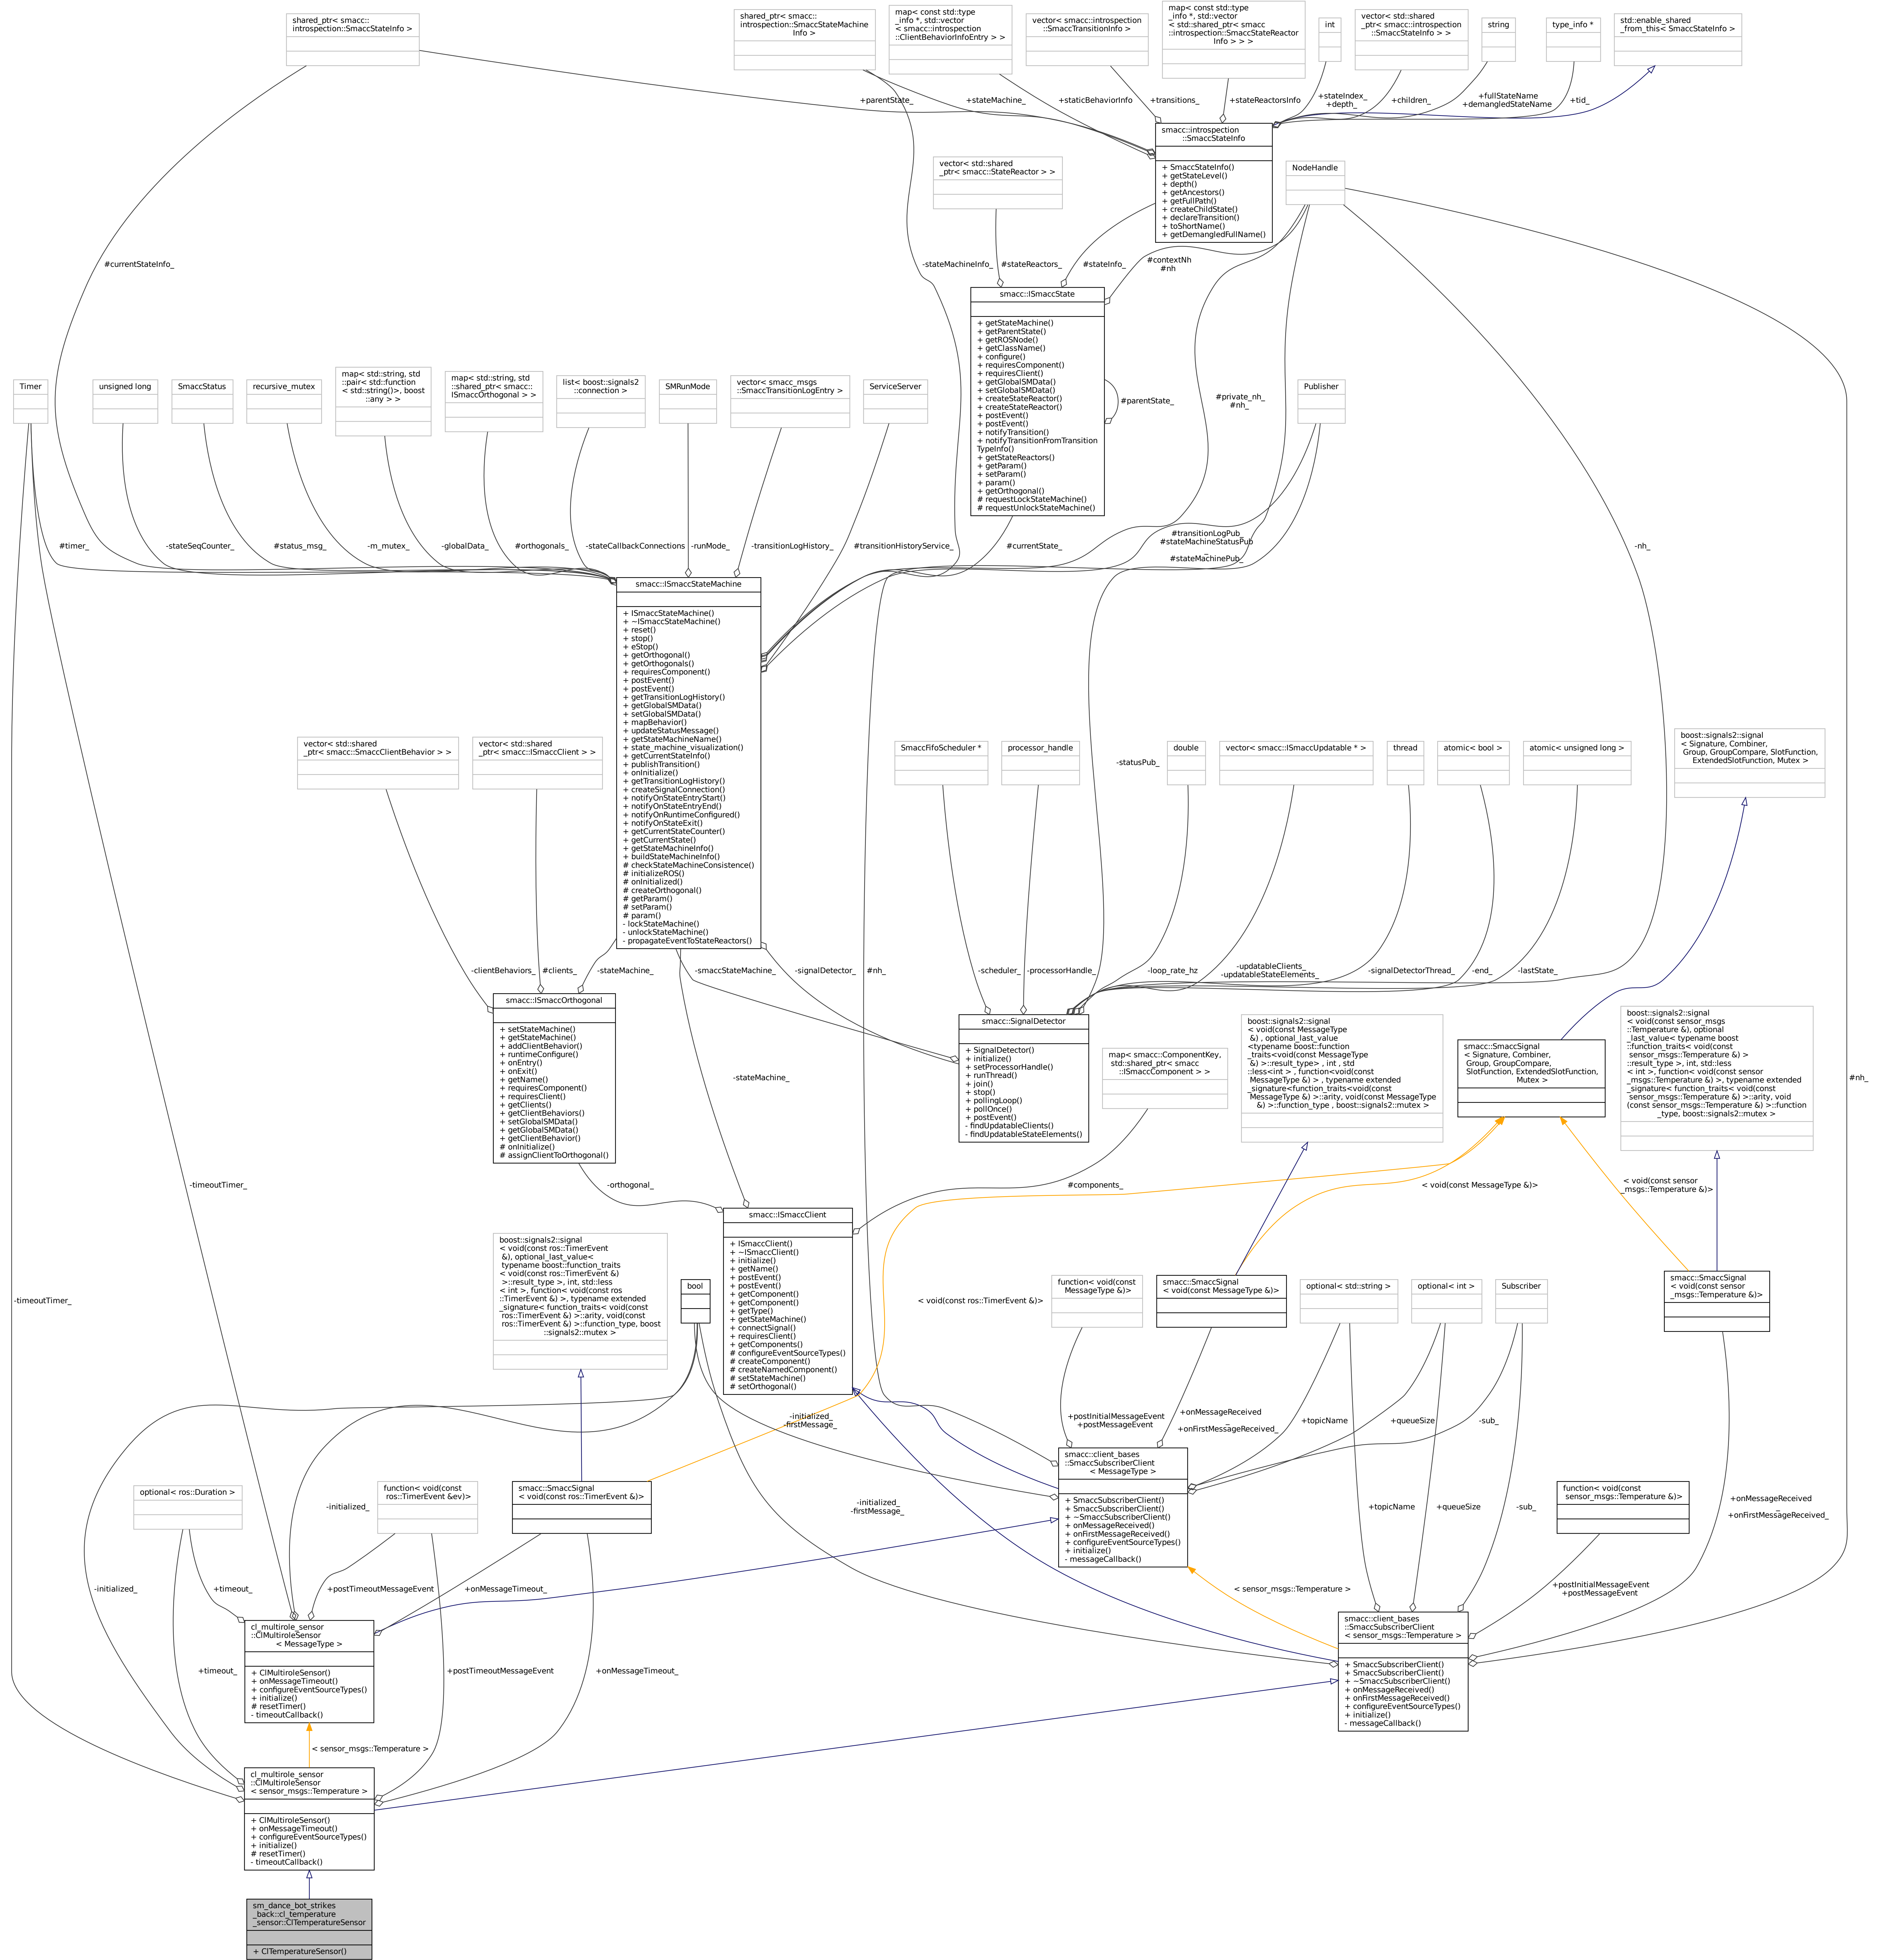 shared_ptr< smacc::
introspection::SmaccStateInfo >
shared_ptr< smacc::
introspection::SmaccStateMachine
Info >
map< const std::type
_info *, std::vector
< smacc::introspection
::ClientBehaviorInfoEntry > >
vector< smacc::introspection
::SmaccTransitionInfo >
map< const std::type
_info *, std::vector
< std::shared_ptr< smacc
::introspection::SmaccStateReactor
Info > > >
int
vector< std::shared
_ptr< smacc::introspection
::SmaccStateInfo > >
string
type_info *
std::enable_shared
_from_this< SmaccStateInfo >
+parentState_
+stateMachine_
+staticBehaviorInfo
+transitions_
+stateReactorsInfo
+stateIndex_
+depth_
+children_
+fullStateName
+demangledStateName
+tid_
smacc::introspection
::SmaccStateInfo
+ SmaccStateInfo()
+ getStateLevel()
+ depth()
+ getAncestors()
+ getFullPath()
+ createChildState()
+ declareTransition()
+ toShortName()
+ getDemangledFullName()
vector< std::shared
_ptr< smacc::StateReactor > >
NodeHandle
#currentStateInfo_
-stateMachineInfo_
#stateReactors_
#stateInfo_
#contextNh
#nh
smacc::ISmaccState
+ getStateMachine()
+ getParentState()
+ getROSNode()
+ getClassName()
+ configure()
+ requiresComponent()
+ requiresClient()
+ getGlobalSMData()
+ setGlobalSMData()
+ createStateReactor()
+ createStateReactor()
+ postEvent()
+ postEvent()
+ notifyTransition()
+ notifyTransitionFromTransition
TypeInfo()
+ getStateReactors()
+ getParam()
+ setParam()
+ param()
+ getOrthogonal()
# requestLockStateMachine()
# requestUnlockStateMachine()
#parentState_
#private_nh_
#nh_
Timer
unsigned long
SmaccStatus
recursive_mutex
map< std::string, std
::pair< std::function
< std::string()>, boost
::any > >
map< std::string, std
::shared_ptr< smacc::
ISmaccOrthogonal > >
list< boost::signals2
::connection >
SMRunMode
vector< smacc_msgs
::SmaccTransitionLogEntry >
ServiceServer
Publisher
#timer_
-stateSeqCounter_
#status_msg_
-m_mutex_
-globalData_
#orthogonals_
-stateCallbackConnections
-runMode_
-transitionLogHistory_
#transitionHistoryService_
#currentState_
#transitionLogPub_
#stateMachineStatusPub
_
#stateMachinePub_
-nh_
smacc::ISmaccStateMachine
+ ISmaccStateMachine()
+ ~ISmaccStateMachine()
+ reset()
+ stop()
+ eStop()
+ getOrthogonal()
+ getOrthogonals()
+ requiresComponent()
+ postEvent()
+ postEvent()
+ getTransitionLogHistory()
+ getGlobalSMData()
+ setGlobalSMData()
+ mapBehavior()
+ updateStatusMessage()
+ getStateMachineName()
+ state_machine_visualization()
+ getCurrentStateInfo()
+ publishTransition()
+ onInitialize()
+ getTransitionLogHistory()
+ createSignalConnection()
+ notifyOnStateEntryStart()
+ notifyOnStateEntryEnd()
+ notifyOnRuntimeConfigured()
+ notifyOnStateExit()
+ getCurrentStateCounter()
+ getCurrentState()
+ getStateMachineInfo()
+ buildStateMachineInfo()
# checkStateMachineConsistence()
# initializeROS()
# onInitialized()
# createOrthogonal()
# getParam()
# setParam()
# param()
- lockStateMachine()
- unlockStateMachine()
- propagateEventToStateReactors()
vector< std::shared
_ptr< smacc::SmaccClientBehavior > >
vector< std::shared
_ptr< smacc::ISmaccClient > >
SmaccFifoScheduler *
processor_handle
-statusPub_
double
vector< smacc::ISmaccUpdatable * >
thread
atomic< bool >
atomic< unsigned long >
boost::signals2::signal
< Signature, Combiner,
Group, GroupCompare, SlotFunction,
ExtendedSlotFunction, Mutex >
-clientBehaviors_
#clients_
-stateMachine_
-smaccStateMachine_
-signalDetector_
#nh_
-scheduler_
-processorHandle_
-loop_rate_hz
-updatableClients_
-updatableStateElements_
-signalDetectorThread_
-end_
-lastState_
smacc::ISmaccOrthogonal
+ setStateMachine()
+ getStateMachine()
+ addClientBehavior()
+ runtimeConfigure()
+ onEntry()
+ onExit()
+ getName()
+ requiresComponent()
+ requiresClient()
+ getClients()
+ getClientBehaviors()
+ setGlobalSMData()
+ getGlobalSMData()
+ getClientBehavior()
# onInitialize()
# assignClientToOrthogonal()
smacc::SignalDetector
+ SignalDetector()
+ initialize()
+ setProcessorHandle()
+ runThread()
+ join()
+ stop()
+ pollingLoop()
+ pollOnce()
+ postEvent()
- findUpdatableClients()
- findUpdatableStateElements()
map< smacc::ComponentKey,
std::shared_ptr< smacc
::ISmaccComponent > >
boost::signals2::signal
< void(const MessageType
&) , optional_last_value
<typename boost::function
_traits<void(const MessageType
&) >::result_type> , int , std
::less<int > , function<void(const
MessageType &) > , typename extended
_signature<function_traits<void(const
MessageType &) >::arity, void(const MessageType
&) >::function_type , boost::signals2::mutex >
smacc::SmaccSignal
< Signature, Combiner,
Group, GroupCompare,
SlotFunction, ExtendedSlotFunction,
Mutex >
boost::signals2::signal
< void(const sensor_msgs
::Temperature &), optional
_last_value< typename boost
::function_traits< void(const
sensor_msgs::Temperature &) >
::result_type >, int, std::less
< int >, function< void(const sensor
_msgs::Temperature &) >, typename extended
_signature< function_traits< void(const
sensor_msgs::Temperature &) >::arity, void
(const sensor_msgs::Temperature &) >::function
_type, boost::signals2::mutex >
-stateMachine_
#nh_
-timeoutTimer_
-orthogonal_
#components_
< void(const MessageType &)>
< void(const sensor
_msgs::Temperature &)>
smacc::ISmaccClient
+ ISmaccClient()
+ ~ISmaccClient()
+ initialize()
+ getName()
+ postEvent()
+ postEvent()
+ getComponent()
+ getComponent()
+ getType()
+ getStateMachine()
+ connectSignal()
+ requiresClient()
+ getComponents()
# configureEventSourceTypes()
# createComponent()
# createNamedComponent()
# setStateMachine()
# setOrthogonal()
boost::signals2::signal
< void(const ros::TimerEvent
&), optional_last_value<
typename boost::function_traits
< void(const ros::TimerEvent &)
>::result_type >, int, std::less
< int >, function< void(const ros
::TimerEvent &) >, typename extended
_signature< function_traits< void(const
ros::TimerEvent &) >::arity, void(const
ros::TimerEvent &) >::function_type, boost
::signals2::mutex >
bool
-timeoutTimer_
< void(const ros::TimerEvent &)>
function< void(const
MessageType &)>
smacc::SmaccSignal
< void(const MessageType &)>
optional< std::string >
optional< int >
Subscriber
smacc::SmaccSignal
< void(const sensor
_msgs::Temperature &)>
-initialized_
-firstMessage_
+postInitialMessageEvent
+postMessageEvent
+onMessageReceived
_
+onFirstMessageReceived_
+topicName
+queueSize
-sub_
smacc::client_bases
::SmaccSubscriberClient
< MessageType >
+ SmaccSubscriberClient()
+ SmaccSubscriberClient()
+ ~SmaccSubscriberClient()
+ onMessageReceived()
+ onFirstMessageReceived()
+ configureEventSourceTypes()
+ initialize()
- messageCallback()
optional< ros::Duration >
-initialized_
function< void(const
ros::TimerEvent &ev)>
smacc::SmaccSignal
< void(const ros::TimerEvent &)>
-initialized_
-firstMessage_
+topicName
+queueSize
-sub_
function< void(const
sensor_msgs::Temperature &)>
+onMessageReceived
_
+onFirstMessageReceived_
-initialized_
+timeout_
+postTimeoutMessageEvent
+onMessageTimeout_
< sensor_msgs::Temperature >
+postInitialMessageEvent
+postMessageEvent
cl_multirole_sensor
::ClMultiroleSensor
< MessageType >
+ ClMultiroleSensor()
+ onMessageTimeout()
+ configureEventSourceTypes()
+ initialize()
# resetTimer()
- timeoutCallback()
smacc::client_bases
::SmaccSubscriberClient
< sensor_msgs::Temperature >
+ SmaccSubscriberClient()
+ SmaccSubscriberClient()
+ ~SmaccSubscriberClient()
+ onMessageReceived()
+ onFirstMessageReceived()
+ configureEventSourceTypes()
+ initialize()
- messageCallback()
+timeout_
+postTimeoutMessageEvent
+onMessageTimeout_
< sensor_msgs::Temperature >
cl_multirole_sensor
::ClMultiroleSensor
< sensor_msgs::Temperature >
+ ClMultiroleSensor()
+ onMessageTimeout()
+ configureEventSourceTypes()
+ initialize()
# resetTimer()
- timeoutCallback()
sm_dance_bot_strikes
_back::cl_temperature
_sensor::ClTemperatureSensor
+ ClTemperatureSensor()